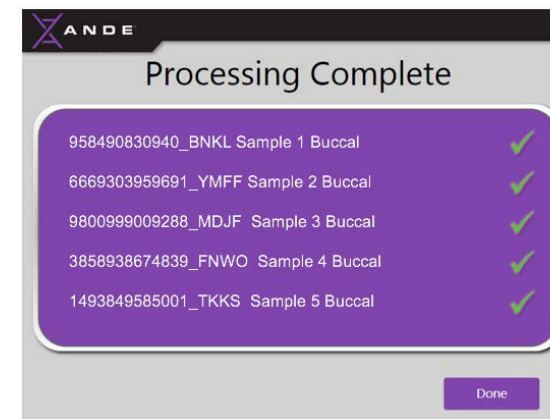 ANDE
Processing Complete
958490830940_BNKL Sample 1 Buccal
6669303959691_YMFF Sample 2 Buccal
9800999009288_MDJF Sample 3 Buccal
3858938674839_FNWO Sample 4 Buccal
1493849585001_TKKS Sample 5 Buccal
Done